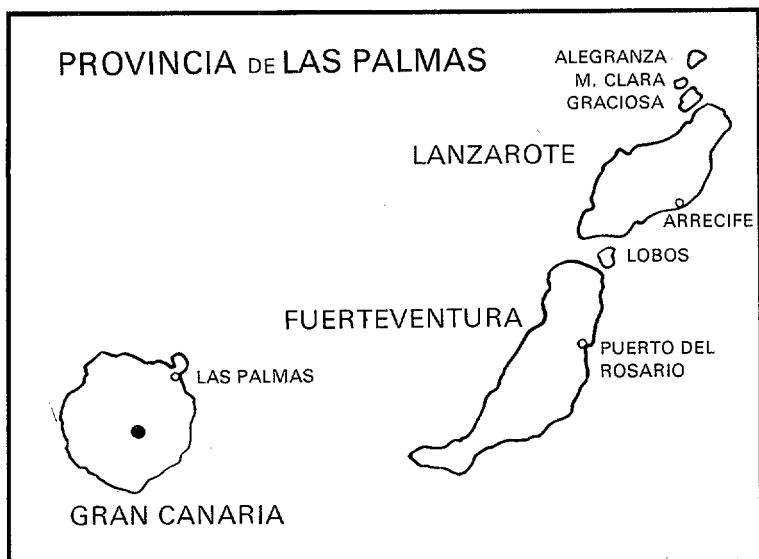 PROVINCIA DE LAS PALMAS
ALEGRANZA
M. CLARA
GRACIOSA
LANZAROTE
ARRECIFE
LOBOS
FUERTEVENTURA
PUERTO DEL
ROSARIO
LAS PALMAS
GRAN CANARIA